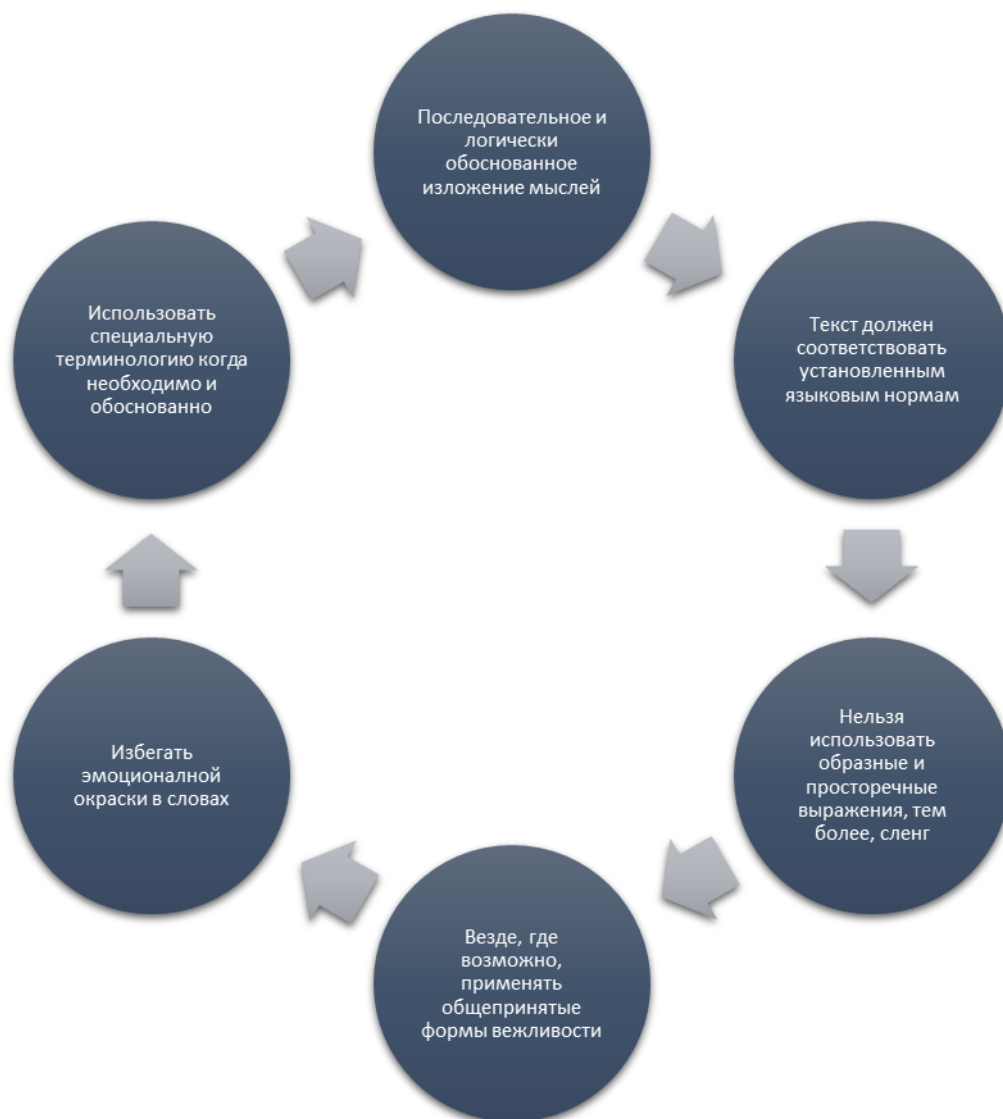 Последовательное и
логически
обоснованное
изложение мыслей
Текст должен
соответствовать
установленным
языковым нормам
Нельзя
использовать
образные и
просторечные
выражения, тем
более, сленг
Везде, где
возможно,
применять
общепринятые
формы вежливости
Избегать
эмоционалной
окраски в словах
Использовать
специальную
терминологию когда
необходимо и
обоснованно